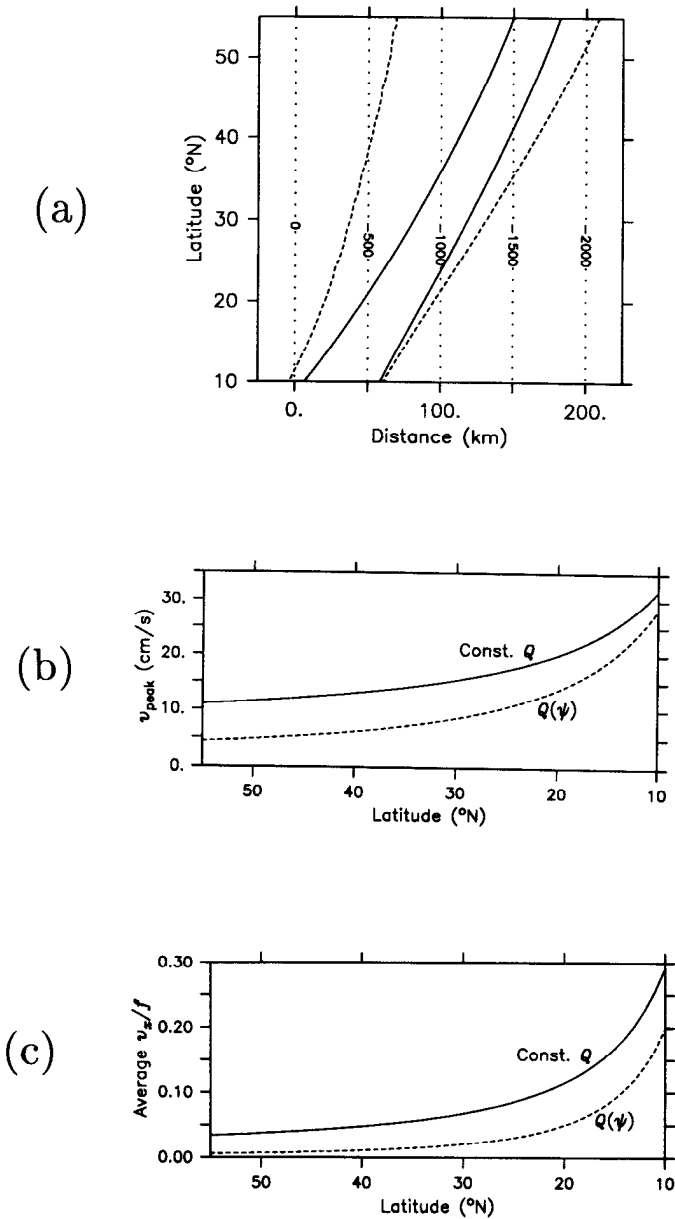 (a)
Latitude (°N)
50
40
30
20
10
0
-500
-1000
-1500
-2000
0. 100. 200.
Distance (km)
(b)
v_peak (cm/s)
30.
20.
10.
0.
Const. Q
Q(ψ)
50 40 30 20 10
Latitude (°N)
(c)
Average v_x/f
0.30
0.20
0.10
0.00
Const. Q
Q(ψ)
50 40 30 20 10
Latitude (°N)